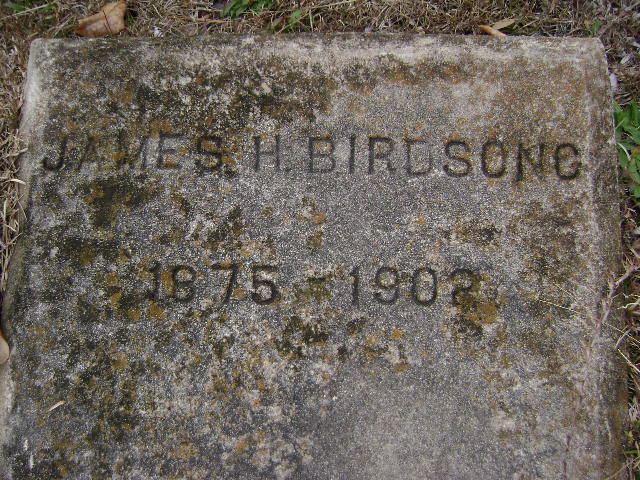 JAMES H. BIRDSONG
1875 - 1902